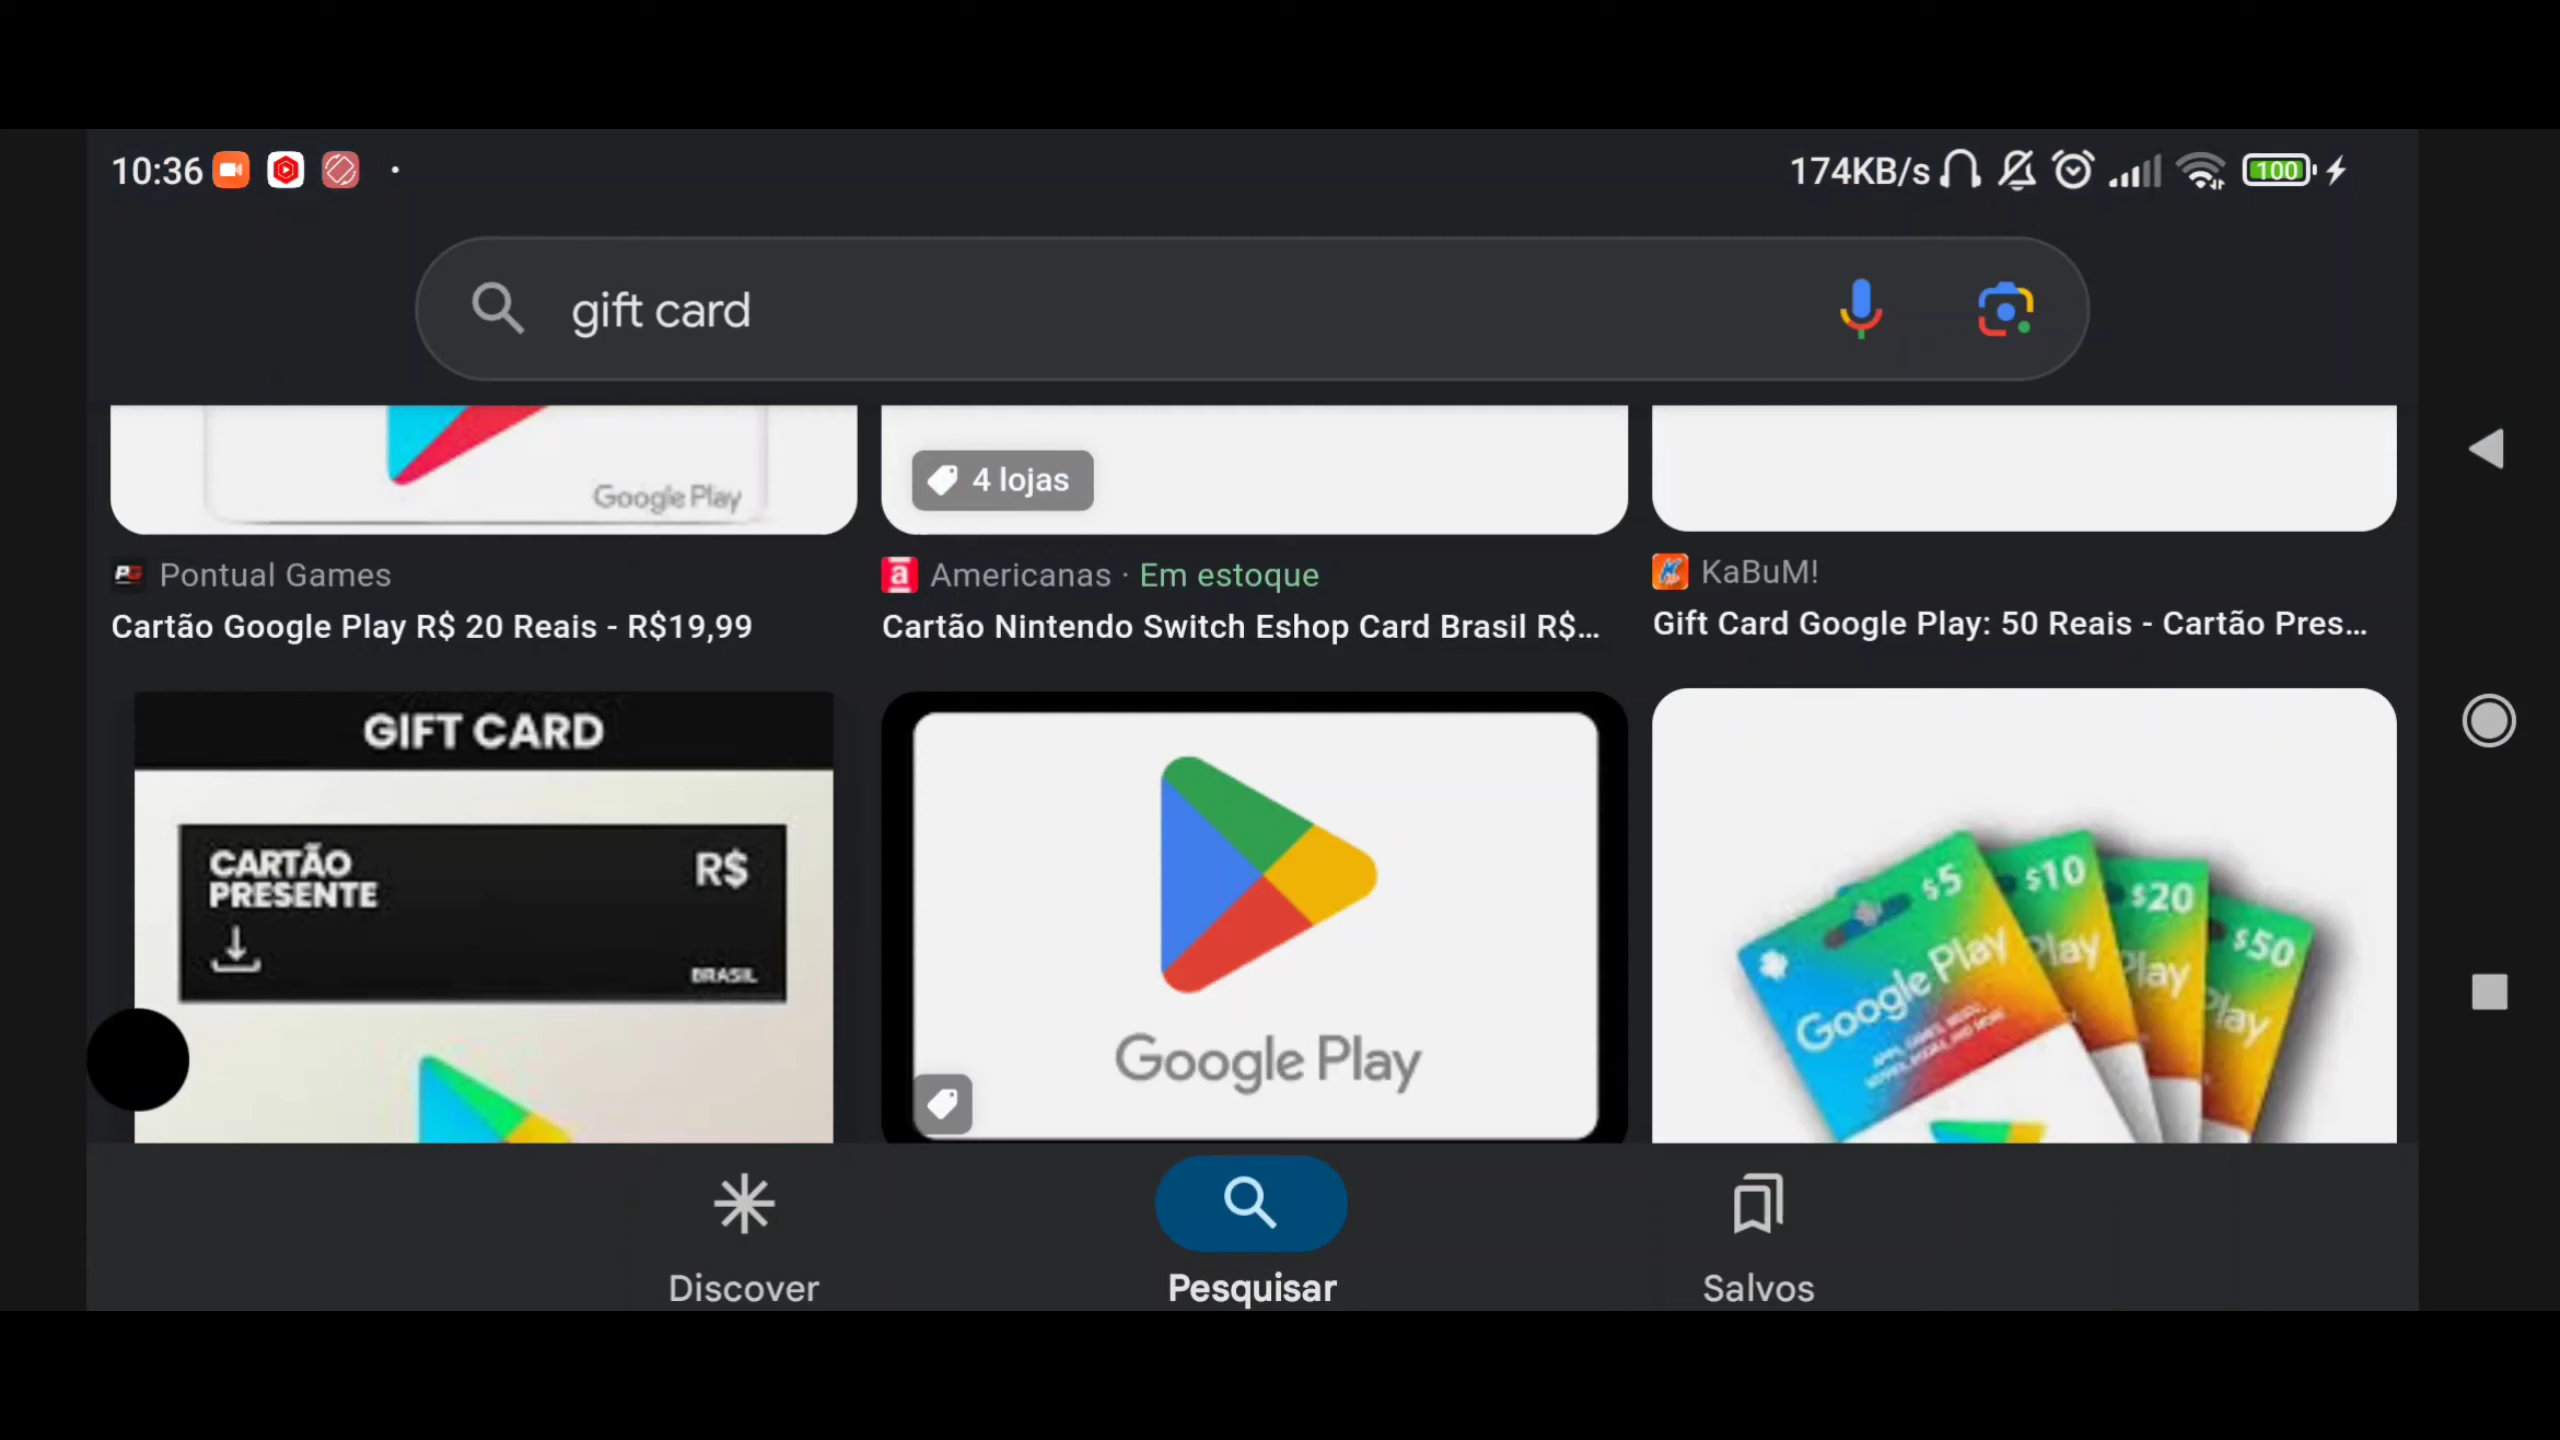 10:36
174KB/s
100
gift card
Google Play
4 lojas
Pontual Games
Americanas · Em estoque
KaBuM!
Cartão Google Play R$ 20 Reais - R$19,99
Cartão Nintendo Switch Eshop Card Brasil R$...
Gift Card Google Play: 50 Reais - Cartão Pres...
GIFT CARD
CARTÃO
PRESENTE
R$
BRASIL
Google Play
$5
$10
$20
$50
Google Play
Play
Play
Play
Discover
Pesquisar
Salvos